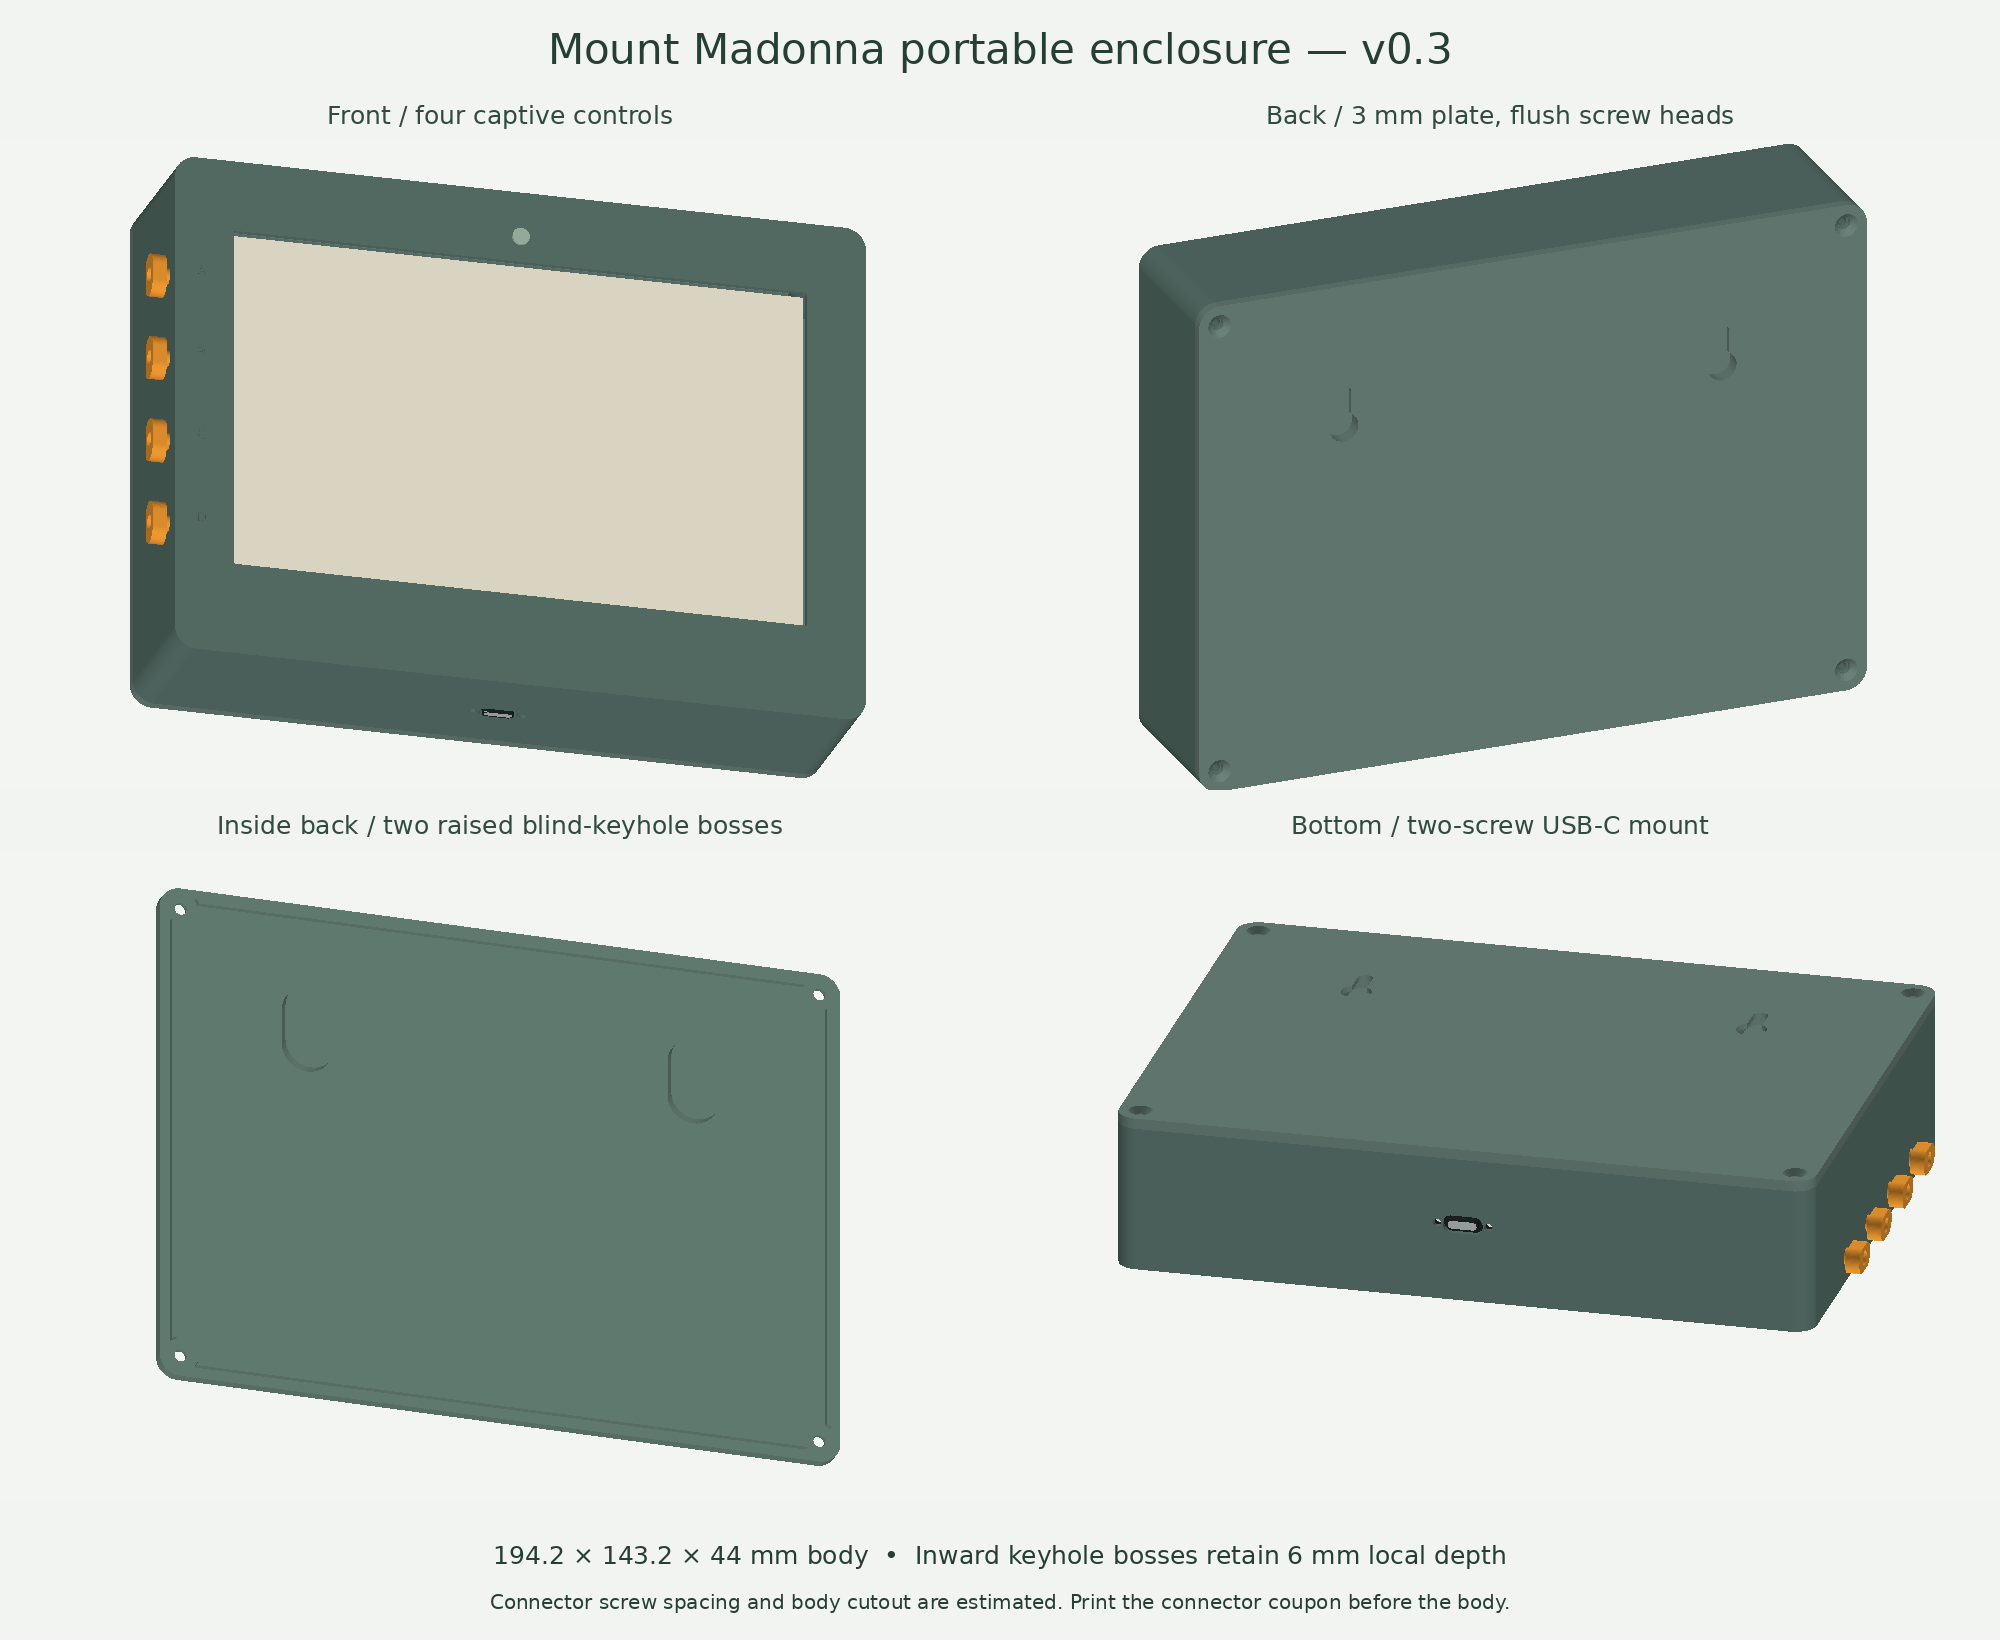 Mount Madonna portable enclosure — v0.3
Front / four captive controls
Back / 3 mm plate, flush screw heads
Inside back / two raised blind-keyhole bosses
Bottom / two-screw USB-C mount
194.2 × 143.2 × 44 mm body • Inward keyhole bosses retain 6 mm local depth
Connector screw spacing and body cutout are estimated. Print the connector coupon before the body.